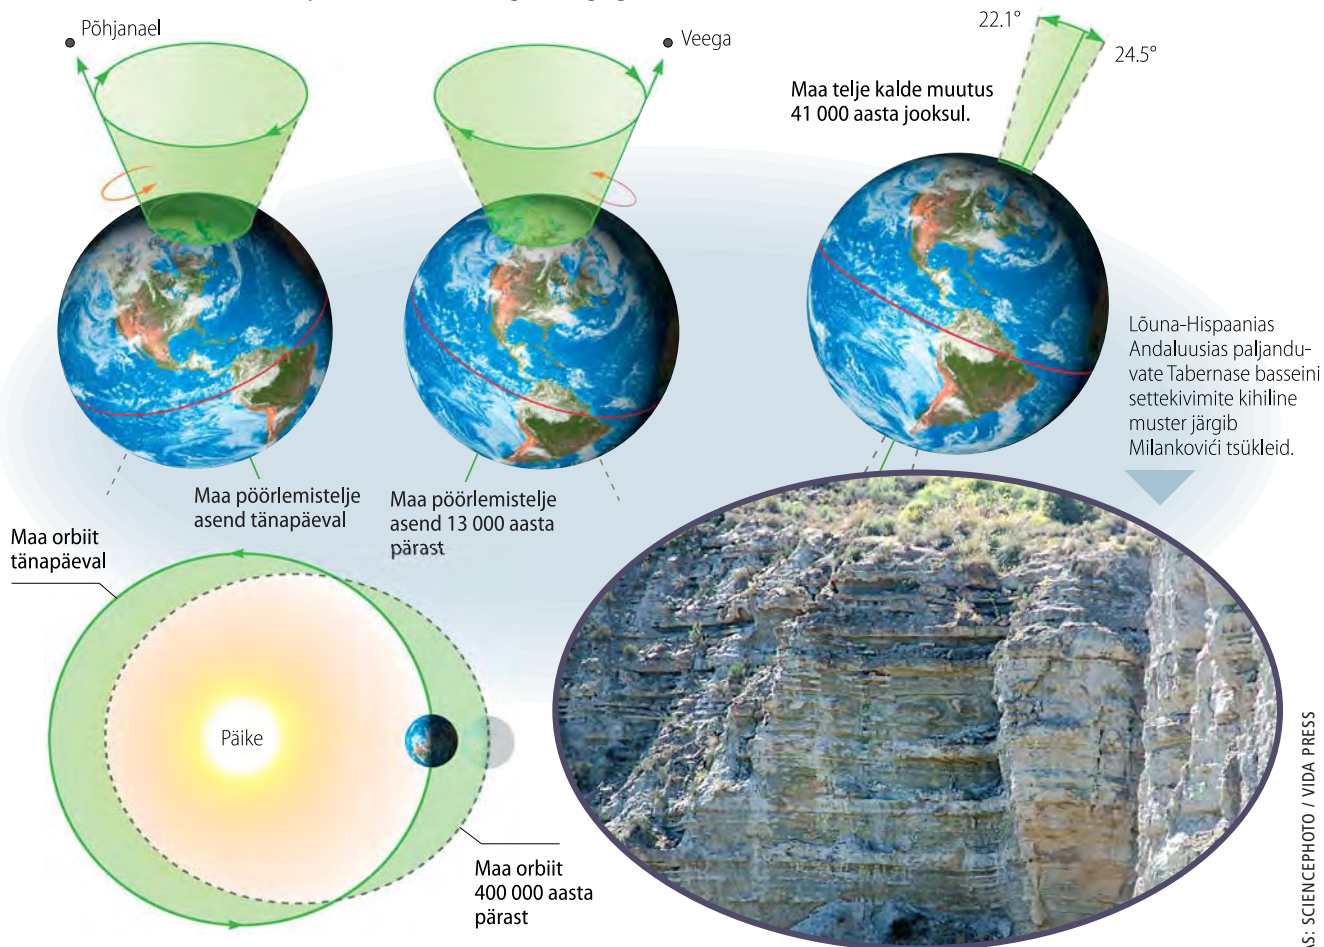 Põhjanael
Veega
22.1°
24.5°
Maa telje kalde muutus
41 000 aasta jooksul.
Lõuna-Hispaanias
Andaluusias paljandu-
vate Tabernase basseini
settekivimite kihiline
muster järgib
Milankovići tsükleid.
Maa pöörlemistelje
asend tänapäeval
Maa pöörlemistelje
asend 13 000 aasta
pärast
Maa orbiit
tänapäeval
Päike
Maa orbiit
400 000 aasta
pärast
SCIENCEPHOTO / VIDA PRESS